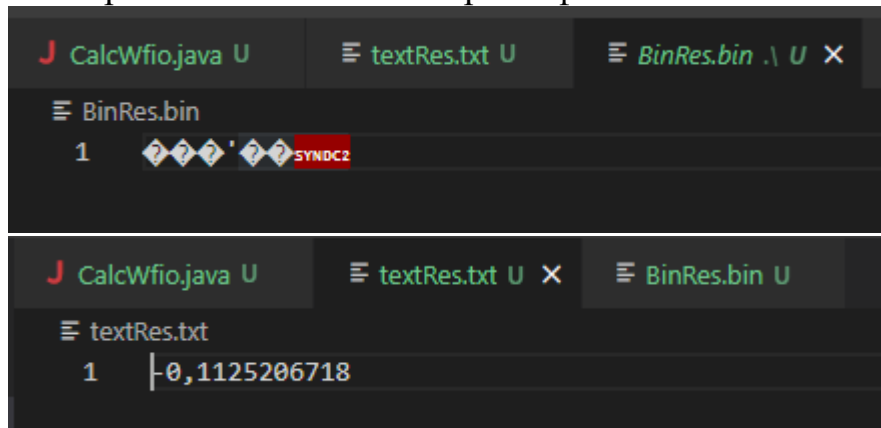 CalcWfio.java U textRes.txt U BinRes.bin .\ U
BinRes.bin
1 ���'��SYNDC2
CalcWfio.java U textRes.txt U BinRes.bin U
textRes.txt
1 -0,1125206718